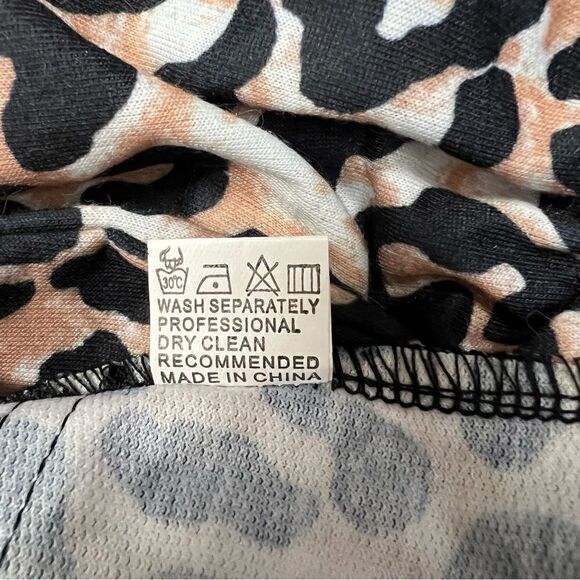 30°C
WASH SEPARATELY
PROFESSIONAL
DRY CLEAN
RECOMMENDED
MADE IN CHINA